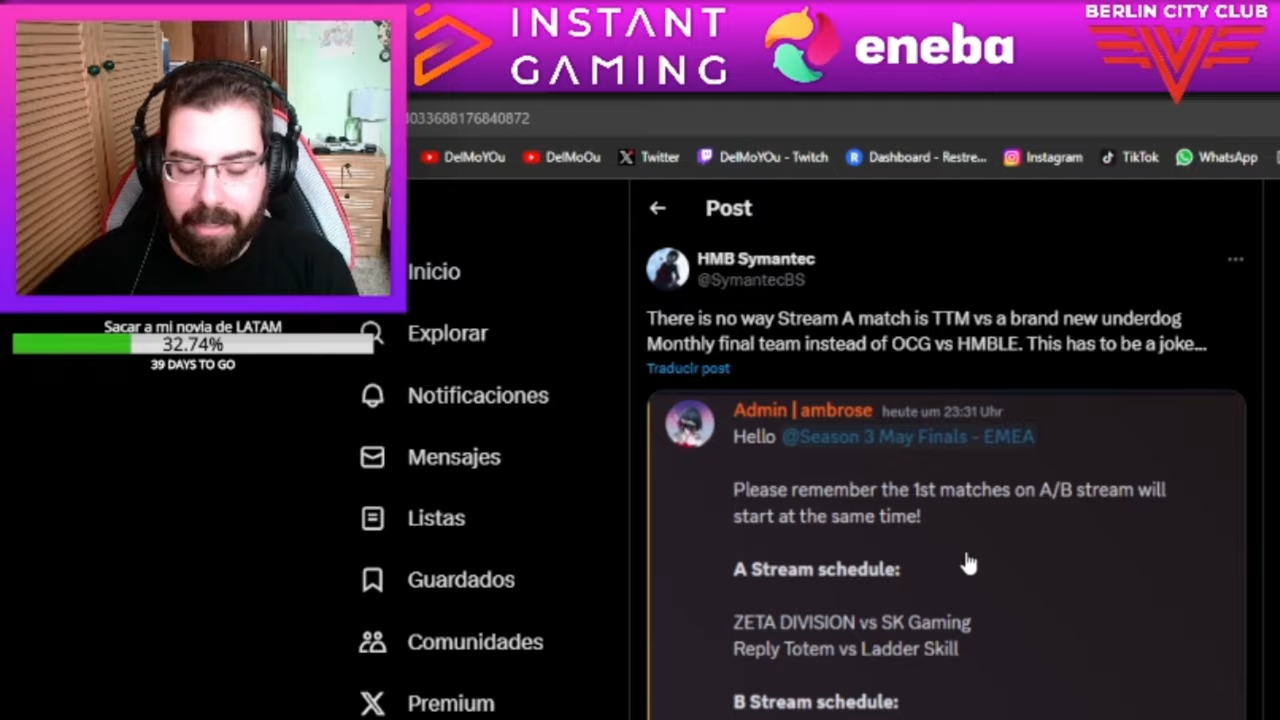 INSTANT
GAMING
eneba
BERLIN CITY CLUB
033688176840872
DelMoYOu
DelMoOu
Twitter
DelMoYOu - Twitch
Dashboard - Restre...
Instagram
TikTok
WhatsApp
Sacar a mi novia de LATAM
32.74%
39 DAYS TO GO
Inicio
Explorar
Notificaciones
Mensajes
Listas
Guardados
Comunidades
Premium
Post
HMB Symantec
@SymantecBS
There is no way Stream A match is TTM vs a brand new underdog
Monthly final team instead of OCG vs HMBLE. This has to be a joke...
Traducir post
Admin | ambrose heute um 23:31 Uhr
Hello @Season 3 May Finals - EMEA
Please remember the 1st matches on A/B stream will
start at the same time!
A Stream schedule:
ZETA DIVISION vs SK Gaming
Reply Totem vs Ladder Skill
B Stream schedule: